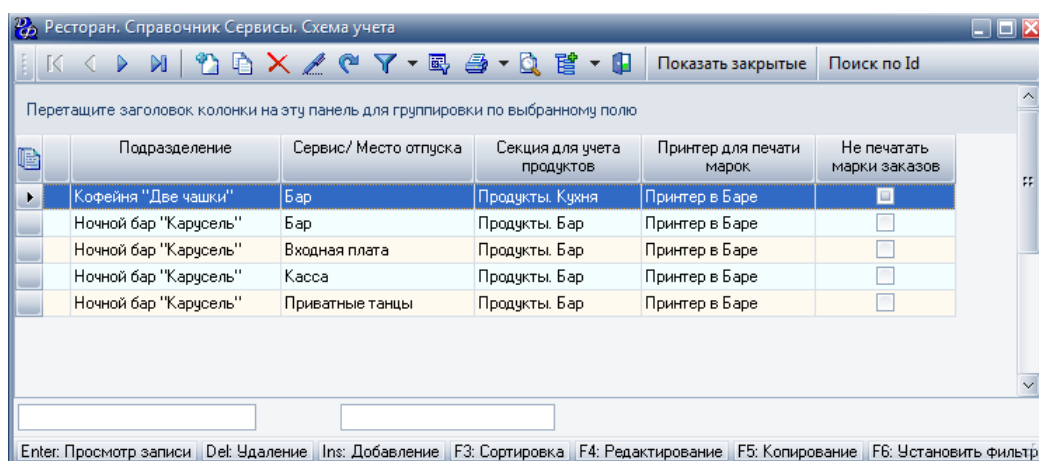 Ресторан. Справочник Сервисы. Схема учета
Показать закрытые Поиск по Id
Перетащите заголовок колонки на эту панель для группировки по выбранному полю
Подразделение Сервис/ Место отпуска Секция для учета продуктов Принтер для печати марок Не печатать марки заказов
Кофейня "Две чашки" Бар Продукты. Кухня Принтер в Баре
Ночной бар "Карусель" Бар Продукты. Бар Принтер в Баре
Ночной бар "Карусель" Входная плата Продукты. Бар Принтер в Баре
Ночной бар "Карусель" Касса Продукты. Бар Принтер в Баре
Ночной бар "Карусель" Приватные танцы Продукты. Бар Принтер в Баре
Enter: Просмотр записи Del: Удаление Ins: Добавление F3: Сортировка F4: Редактирование F5: Копирование F6: Установить фильтр